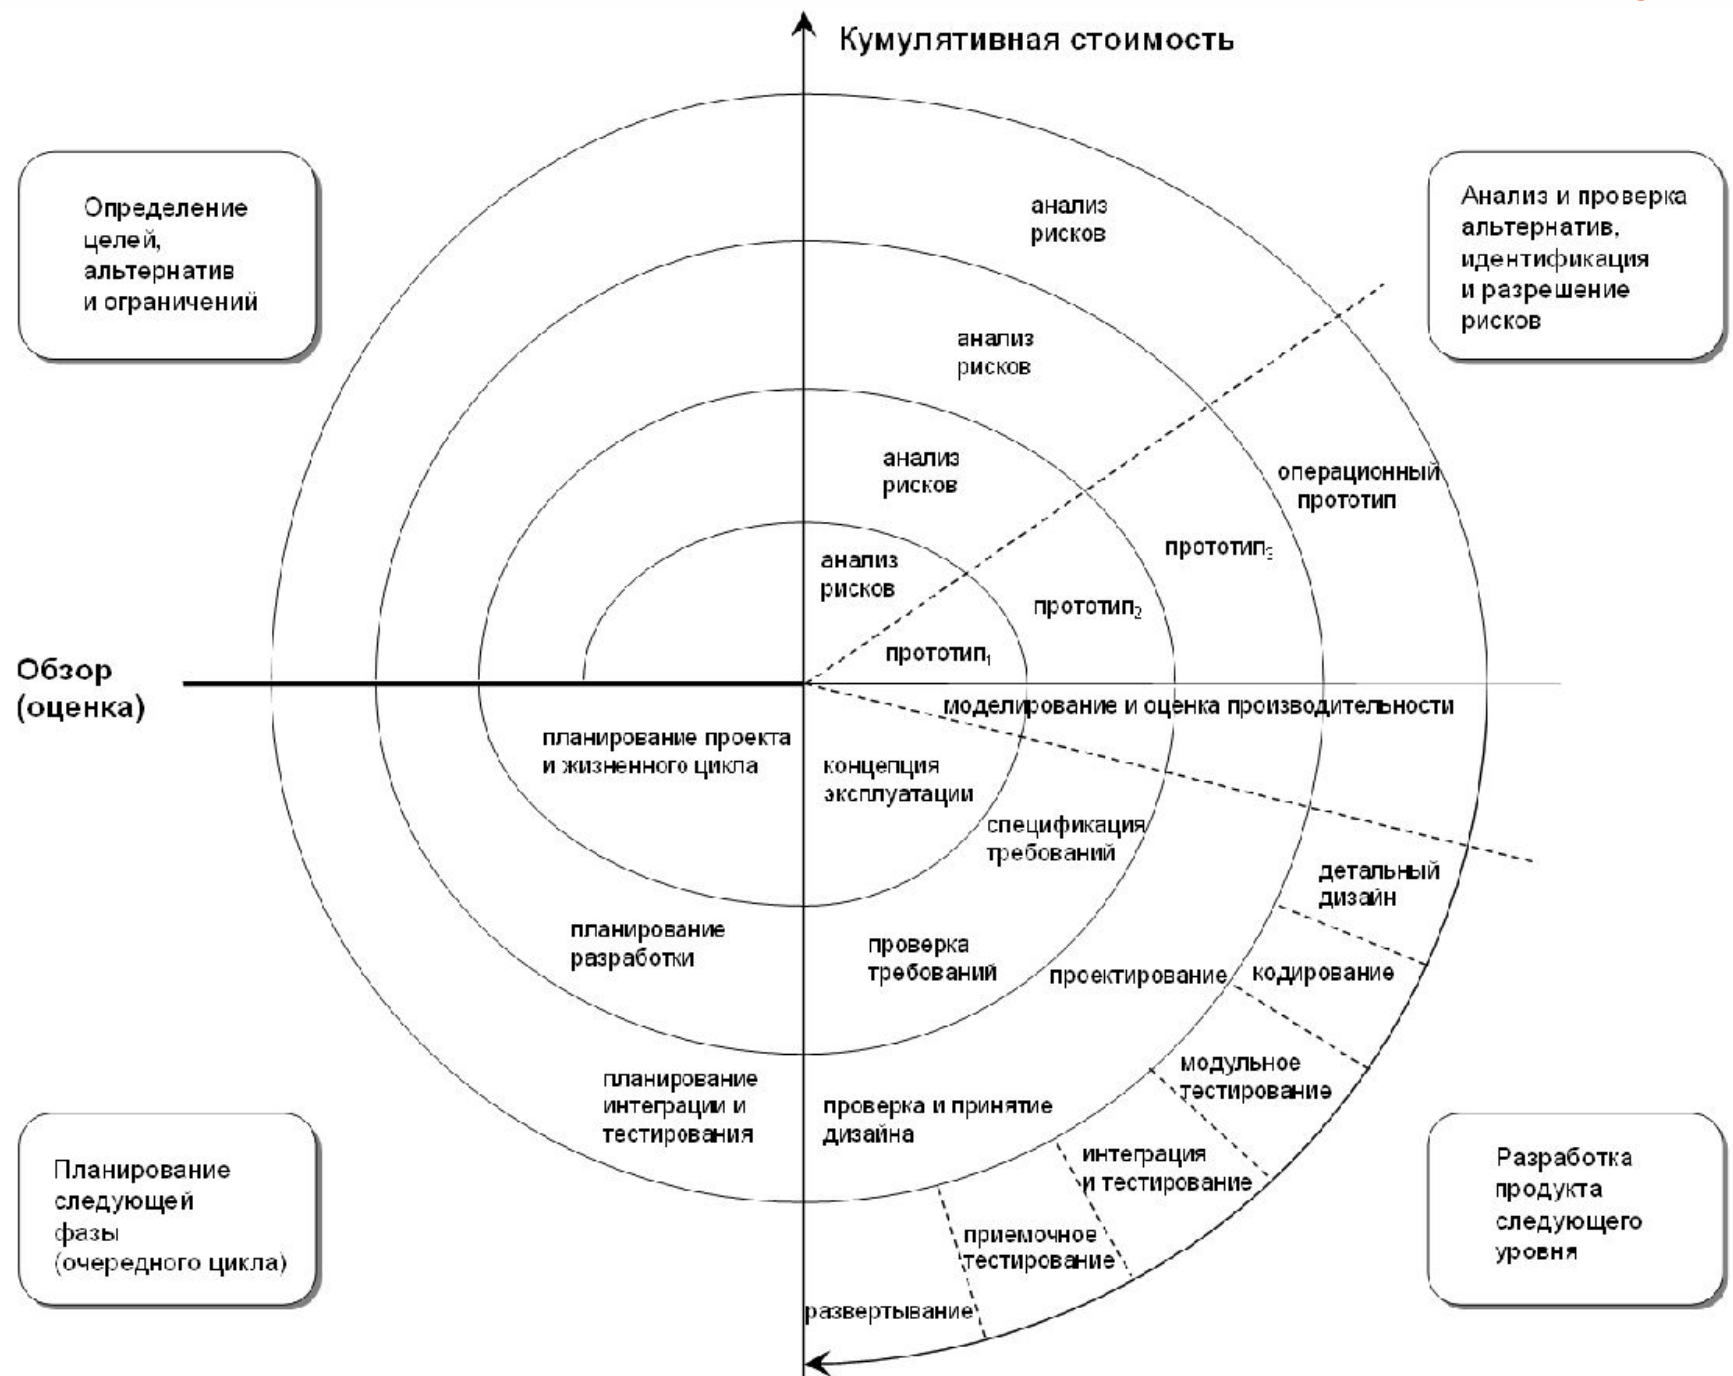 Кумулятивная стоимость
Определение
целей,
альтернатив
и ограничений
Анализ и проверка
альтернатив,
идентификация
и разрешение
рисков
анализ
рисков
анализ
рисков
анализ
рисков
анализ
рисков
операционный
прототип
прототип3
прототип2
прототип1
Обзор
(оценка)
моделирование и оценка производительности
планирование проекта
и жизненного цикла
концепция
эксплуатации
спецификация
требований
детальный
дизайн
планирование
разработки
проверка
требований
проектирование
кодирование
модульное
тестирование
планирование
интеграции и
тестирования
проверка и принятие
дизайна
интеграция
и тестирование
приемочное
тестирование
развертывание
Планирование
следующей
фазы
(очередного цикла)
Разработка
продукта
следующего
уровня